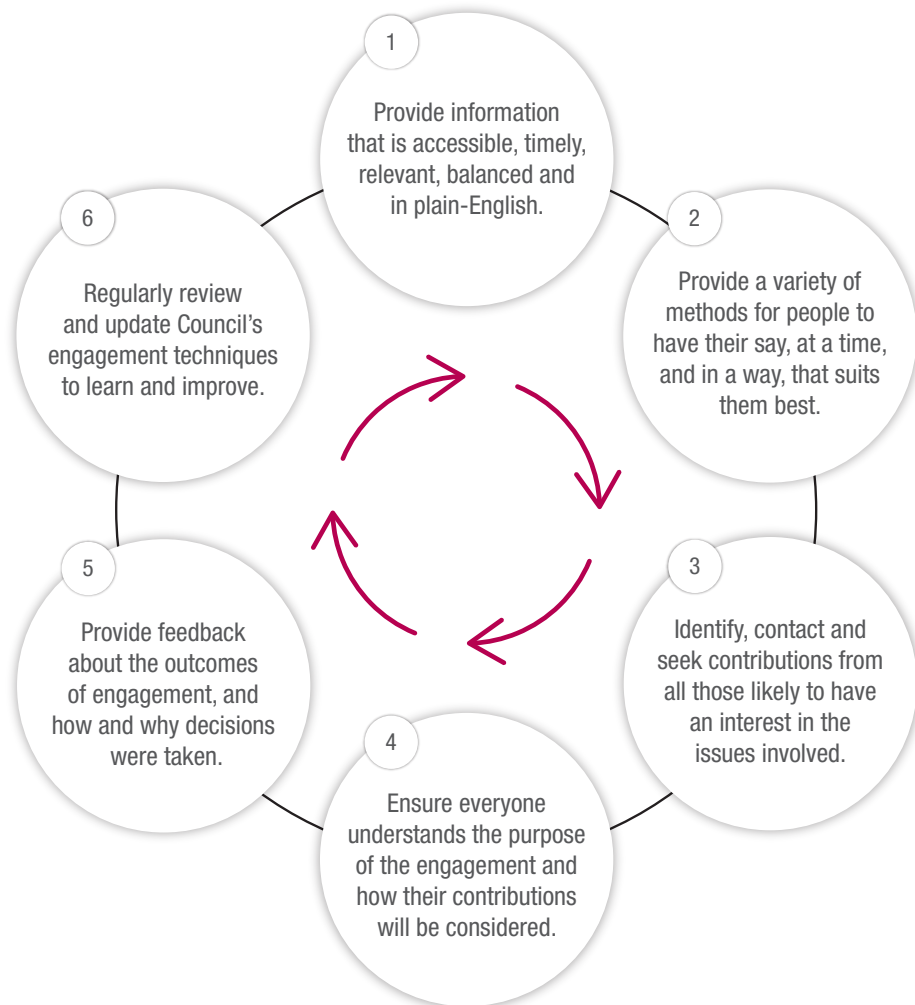 1
Provide information
that is accessible, timely,
relevant, balanced and
in plain-English.
2
Provide a variety of
methods for people to
have their say, at a time,
and in a way, that suits
them best.
3
Identify, contact and
seek contributions from
all those likely to have
an interest in the
issues involved.
4
Ensure everyone
understands the purpose
of the engagement and
how their contributions
will be considered.
5
Provide feedback
about the outcomes
of engagement, and
how and why decisions
were taken.
6
Regularly review
and update Council’s
engagement techniques
to learn and improve.